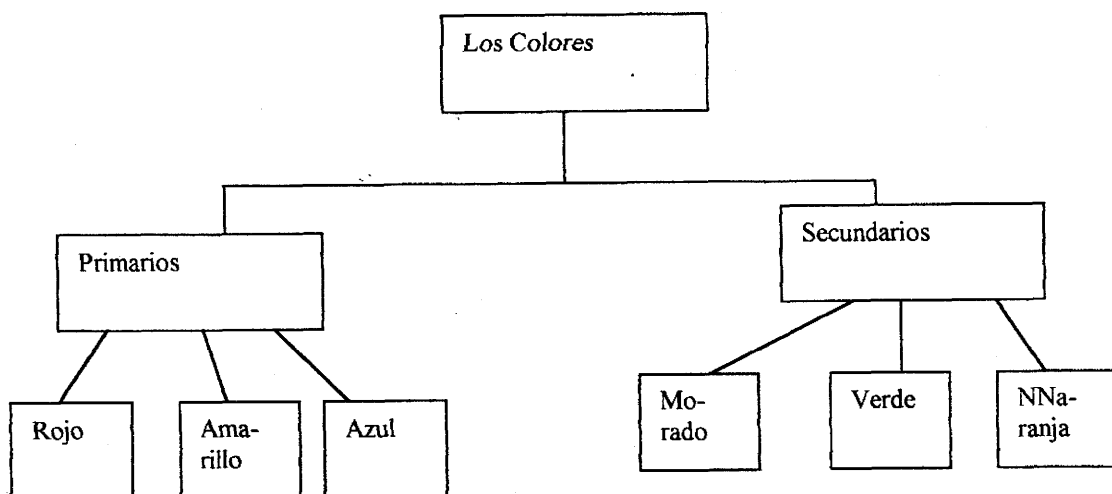 Los Colores
Primarios
Secundarios
Rojo
Ama-
rillo
Azul
Mo-
rado
Verde
NNa-
ranja